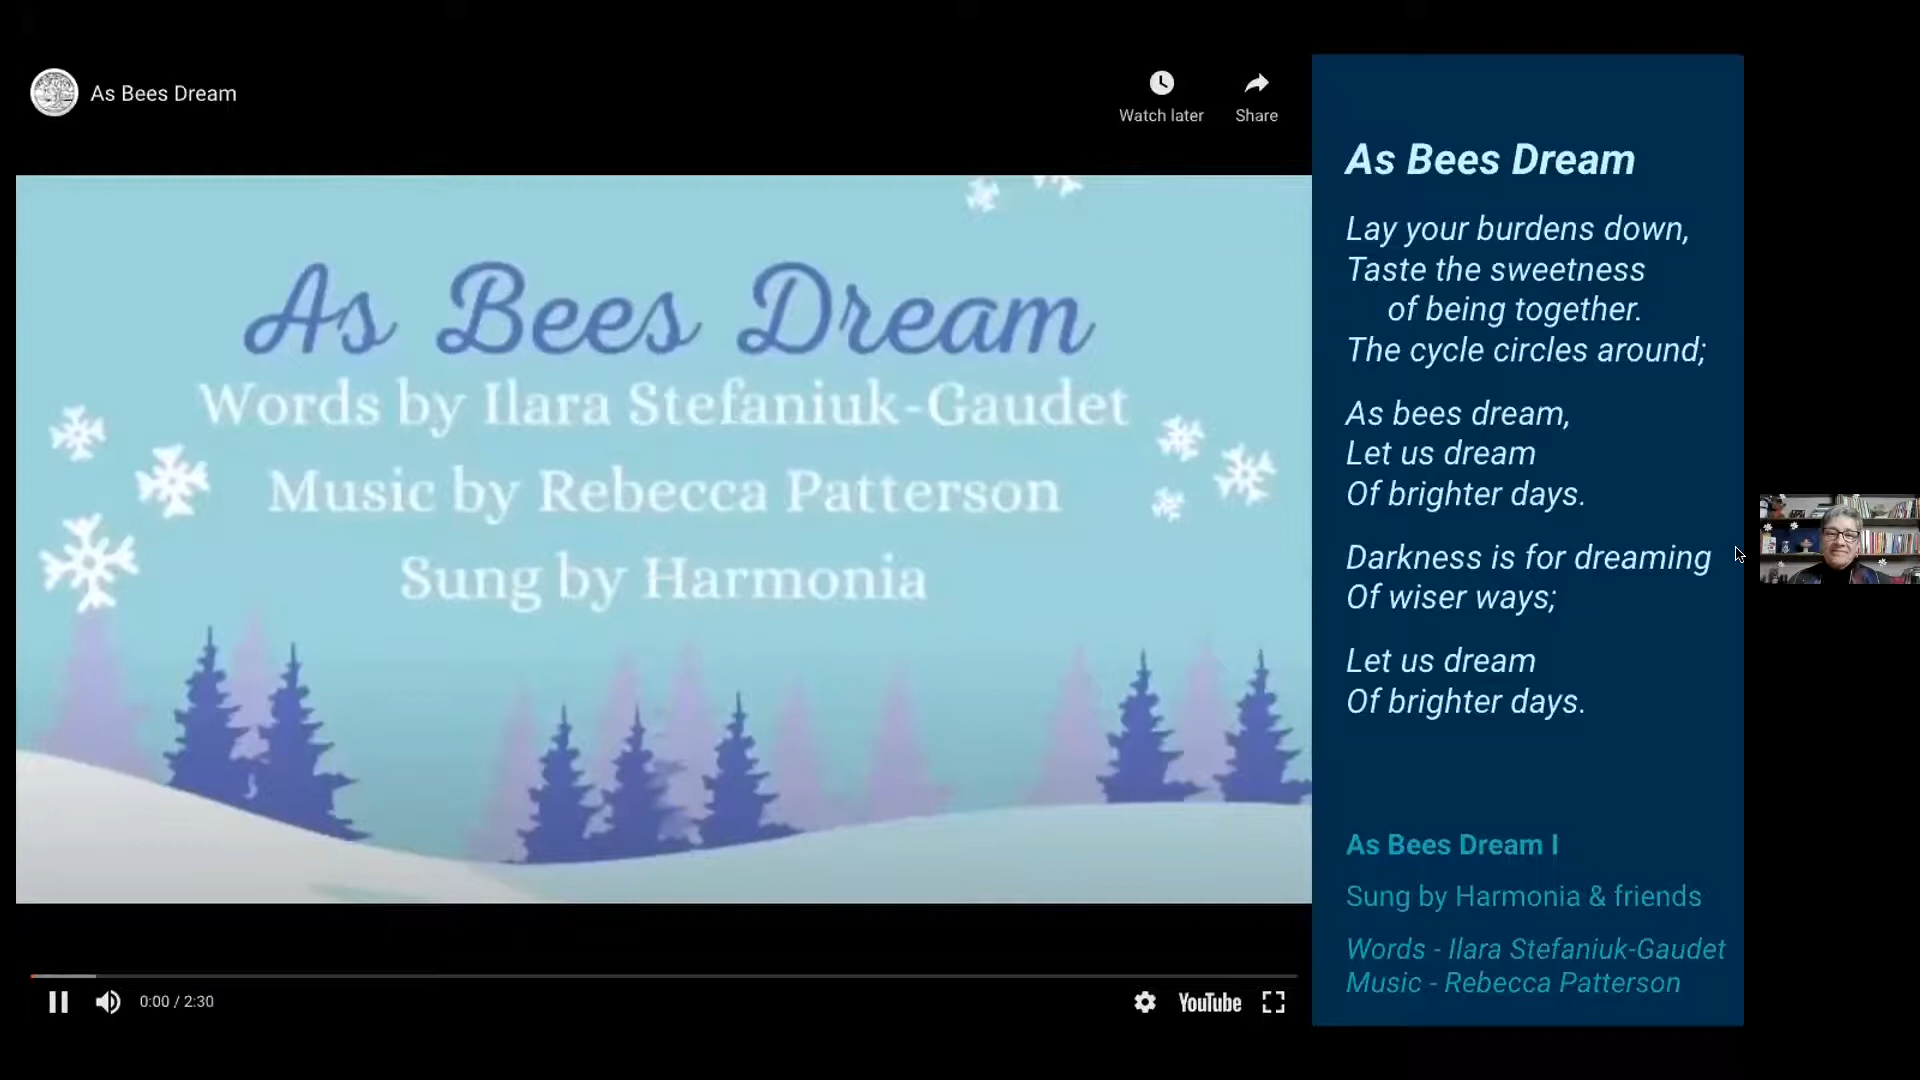 As Bees Dream
Watch later
Share
As Bees Dream
Words by Ilara Stefaniuk-Gaudet
Music by Rebecca Patterson
Sung by Harmonia
0:00 / 2:30
YouTube
As Bees Dream
Lay your burdens down,
Taste the sweetness
of being together.
The cycle circles around;
As bees dream,
Let us dream
Of brighter days.
Darkness is for dreaming
Of wiser ways;
Let us dream
Of brighter days.
As Bees Dream I
Sung by Harmonia & friends
Words - Ilara Stefaniuk-Gaudet
Music - Rebecca Patterson